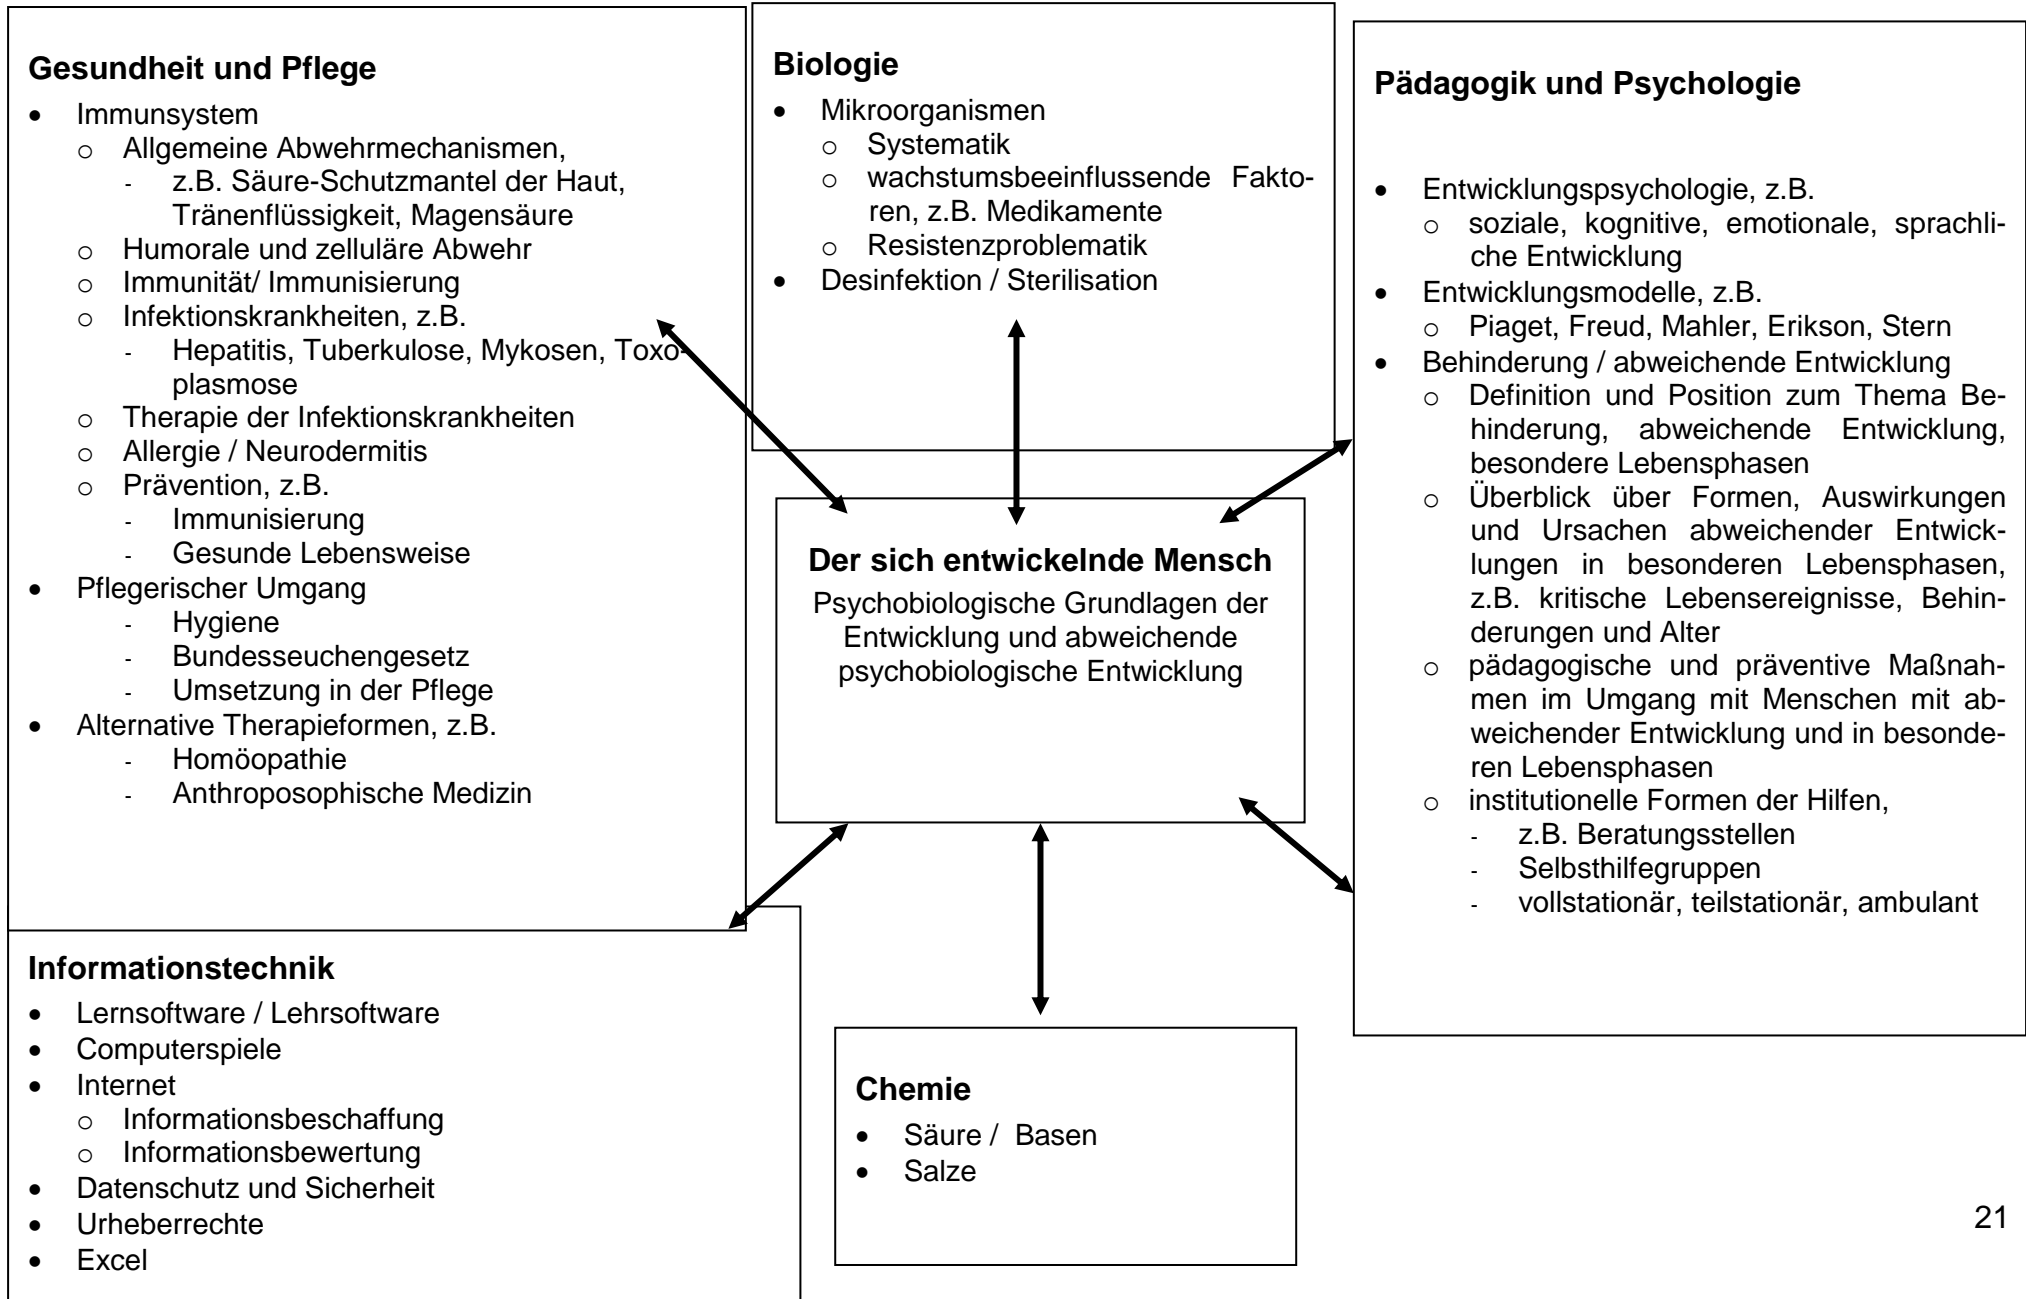 Gesundheit und Pflege
• Immunsystem
o Allgemeine Abwehrmechanismen,
- z.B. Säure-Schutzmantel der Haut,
Tränenflüssigkeit, Magensäure
o Humorale und zelluläre Abwehr
o Immunität/ Immunisierung
o Infektionskrankheiten, z.B.
- Hepatitis, Tuberkulose, Mykosen, Toxo-
plasmose
o Therapie der Infektionskrankheiten
o Allergie / Neurodermitis
o Prävention, z.B.
- Immunisierung
- Gesunde Lebensweise
• Pflegerischer Umgang
- Hygiene
- Bundesseuchengesetz
- Umsetzung in der Pflege
• Alternative Therapieformen, z.B.
- Homöopathie
- Anthroposophische Medizin
Biologie
• Mikroorganismen
o Systematik
o wachstumsbeeinflussende Fakto-
ren, z.B. Medikamente
o Resistenzproblematik
• Desinfektion / Sterilisation
Pädagogik und Psychologie
• Entwicklungspsychologie, z.B.
o soziale, kognitive, emotionale, sprachli-
che Entwicklung
• Entwicklungsmodelle, z.B.
o Piaget, Freud, Mahler, Erikson, Stern
• Behinderung / abweichende Entwicklung
o Definition und Position zum Thema Be-
hinderung, abweichende Entwicklung,
besondere Lebensphasen
o Überblick über Formen, Auswirkungen
und Ursachen abweichender Entwick-
lungen in besonderen Lebensphasen,
z.B. kritische Lebensereignisse, Behin-
derungen und Alter
o pädagogische und präventive Maßnah-
men im Umgang mit Menschen mit ab-
weichender Entwicklung und in besonde-
ren Lebensphasen
o institutionelle Formen der Hilfen,
- z.B. Beratungsstellen
- Selbsthilfegruppen
- vollstationär, teilstationär, ambulant
Der sich entwickelnde Mensch
Psychobiologische Grundlagen der
Entwicklung und abweichende
psychobiologische Entwicklung
Informationstechnik
• Lernsoftware / Lehrsoftware
• Computerspiele
• Internet
o Informationsbeschaffung
o Informationsbewertung
• Datenschutz und Sicherheit
• Urheberrechte
• Excel
Chemie
• Säure / Basen
• Salze
21